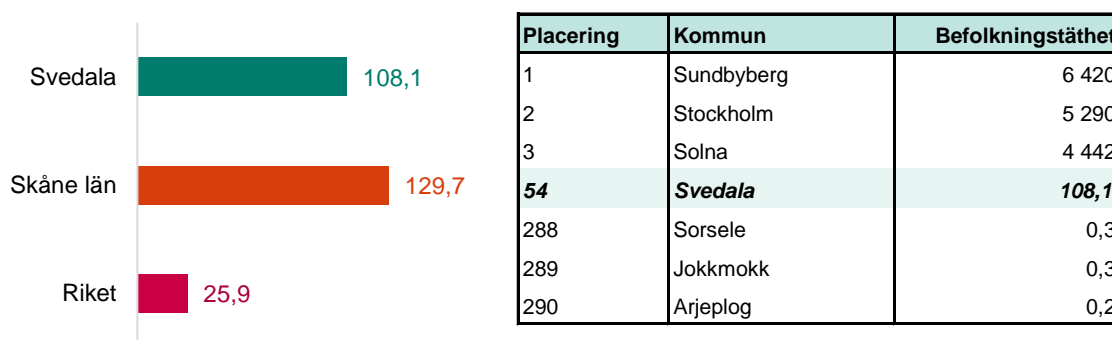 Svedala 108,1
Skåne län 129,7
Riket 25,9
Placering Kommun Befolkningstäthet
1 Sundbyberg 6 420
2 Stockholm 5 290
3 Solna 4 442
54 Svedala 108,1
288 Sorsele 0,3
289 Jokkmokk 0,3
290 Arjeplog 0,2